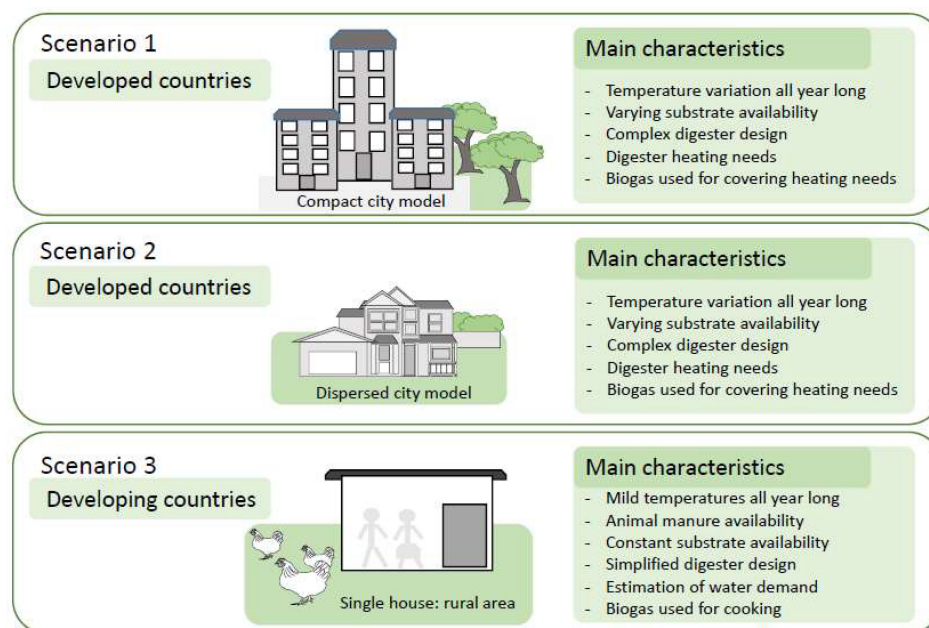 Scenario 1
Developed countries
Compact city model
Main characteristics
- Temperature variation all year long
- Varying substrate availability
- Complex digester design
- Digester heating needs
- Biogas used for covering heating needs
Scenario 2
Developed countries
Dispersed city model
Main characteristics
- Temperature variation all year long
- Varying substrate availability
- Complex digester design
- Digester heating needs
- Biogas used for covering heating needs
Scenario 3
Developing countries
Single house: rural area
Main characteristics
- Mild temperatures all year long
- Animal manure availability
- Constant substrate availability
- Simplified digester design
- Estimation of water demand
- Biogas used for cooking